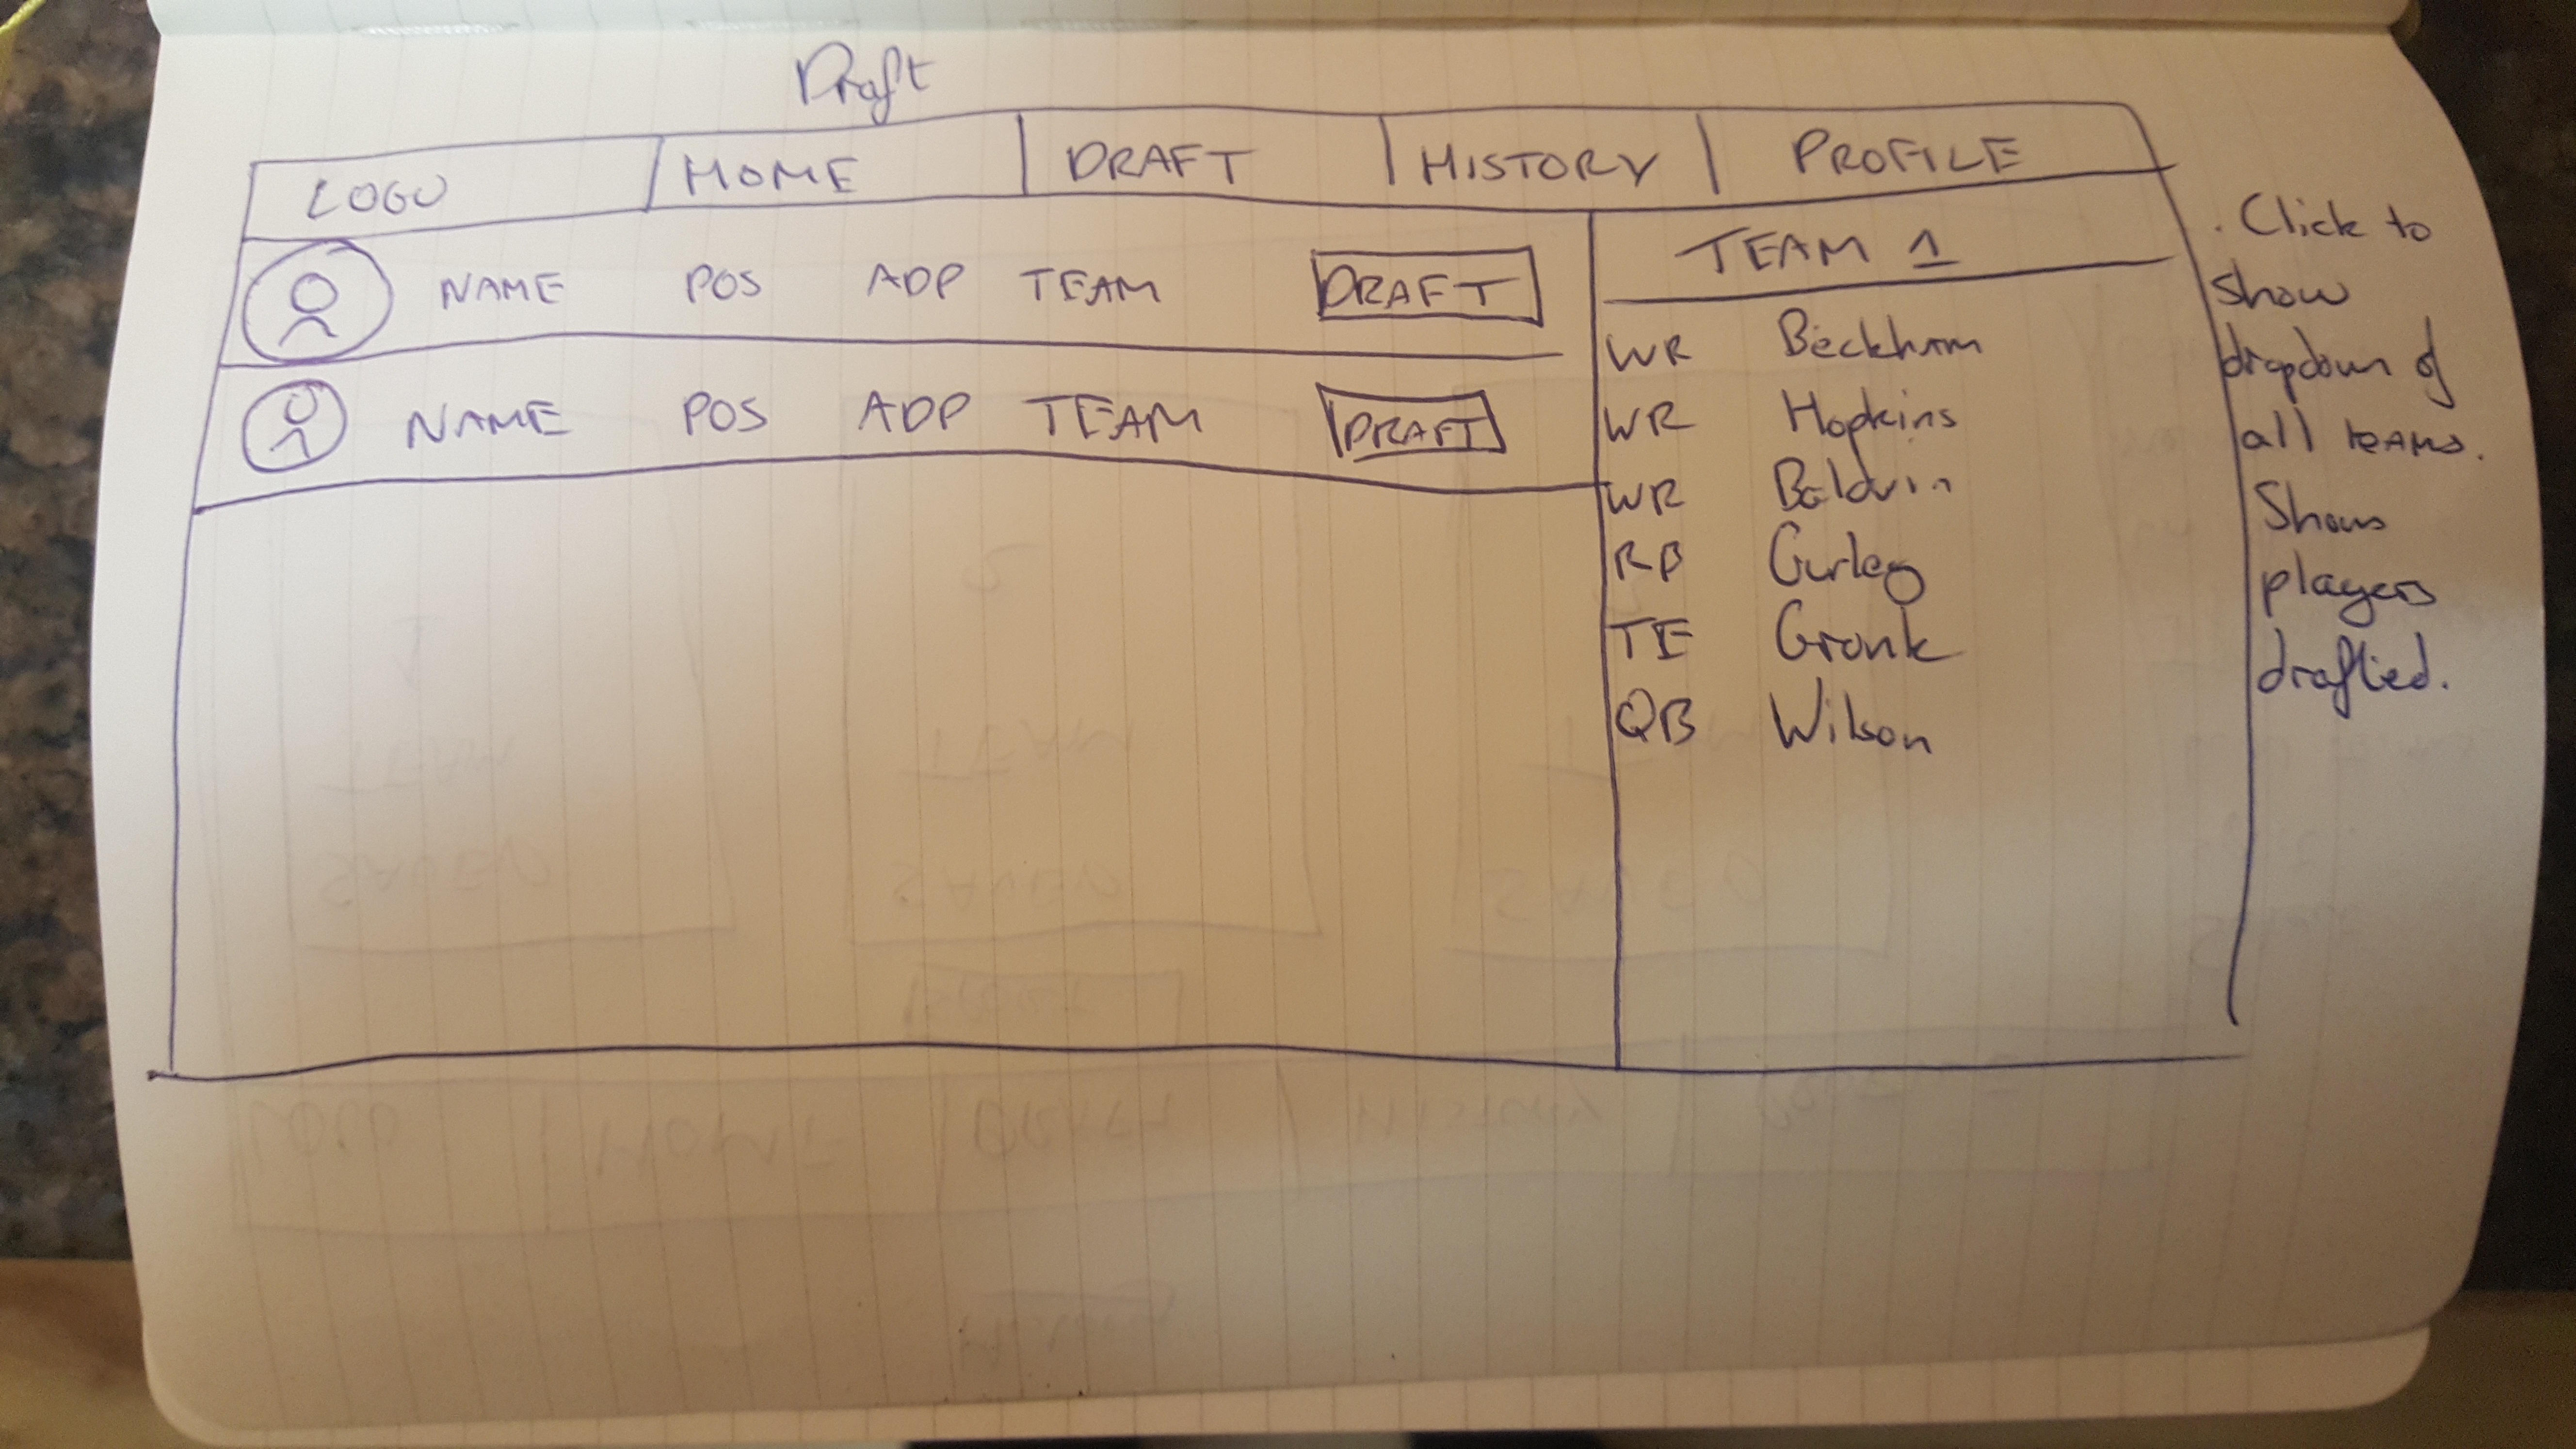 Draft
LOGO HOME DRAFT HISTORY PROFILE
NAME POS ADP TEAM DRAFT
NAME POS ADP TEAM DRAFT
TEAM 1
WR Beckham
WR Hopkins
WR Baldwin
RB Gurley
TE Gronk
QB Wilson
. Click to
show
dropdown of
all teams.
Shows
players
drafted.